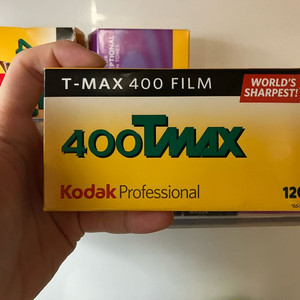 T-MAX 400 FILM
WORLD'S
SHARPEST!
400TMAX
Kodak Professional
120